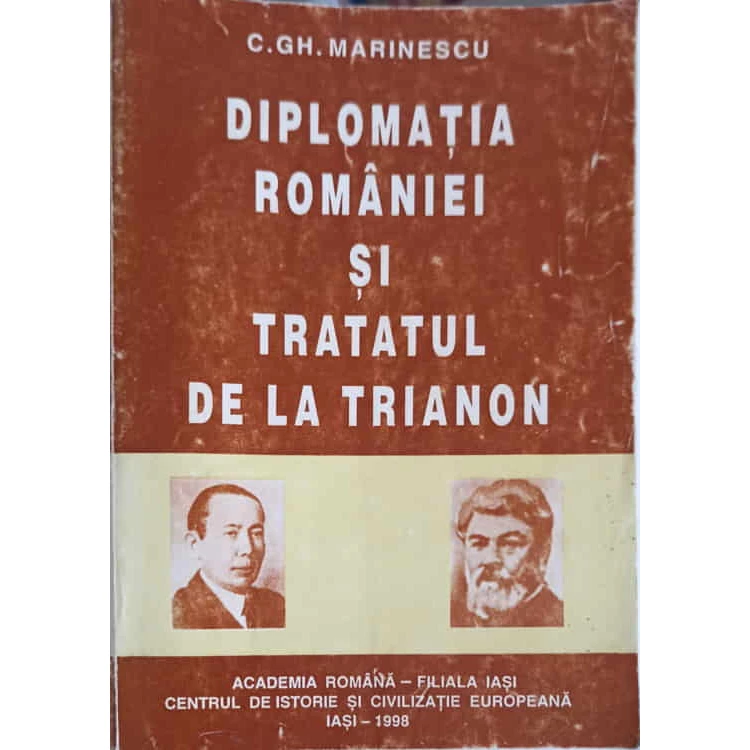 C.GH. MARINESCU
DIPLOMAȚIA
ROMÂNIEI
ȘI
TRATATUL
DE LA TRIANON
ACADEMIA ROMÂNĂ – FILIALA IAȘI
CENTRUL DE ISTORIE ȘI CIVILIZAȚIE EUROPEANĂ
IAȘI – 1998